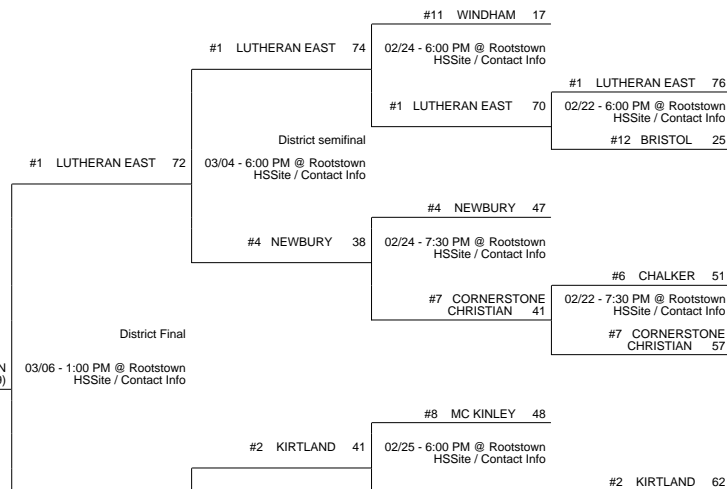 #11 WINDHAM 17
#1 LUTHERAN EAST 74
02/24 - 6:00 PM @ Rootstown
HSSite / Contact Info
#1 LUTHERAN EAST 76
#1 LUTHERAN EAST 70
02/22 - 6:00 PM @ Rootstown
HSSite / Contact Info
#12 BRISTOL 25
District semifinal
#1 LUTHERAN EAST 72
03/04 - 6:00 PM @ Rootstown
HSSite / Contact Info
#4 NEWBURY 47
#4 NEWBURY 38
02/24 - 7:30 PM @ Rootstown
HSSite / Contact Info
#6 CHALKER 51
#7 CORNERSTONE
CHRISTIAN 41
02/22 - 7:30 PM @ Rootstown
HSSite / Contact Info
#7 CORNERSTONE
CHRISTIAN 57
District Final
N
03/06 - 1:00 PM @ Rootstown
9)
HSSite / Contact Info
#8 MC KINLEY 48
#2 KIRTLAND 41
02/25 - 6:00 PM @ Rootstown
HSSite / Contact Info
#2 KIRTLAND 62